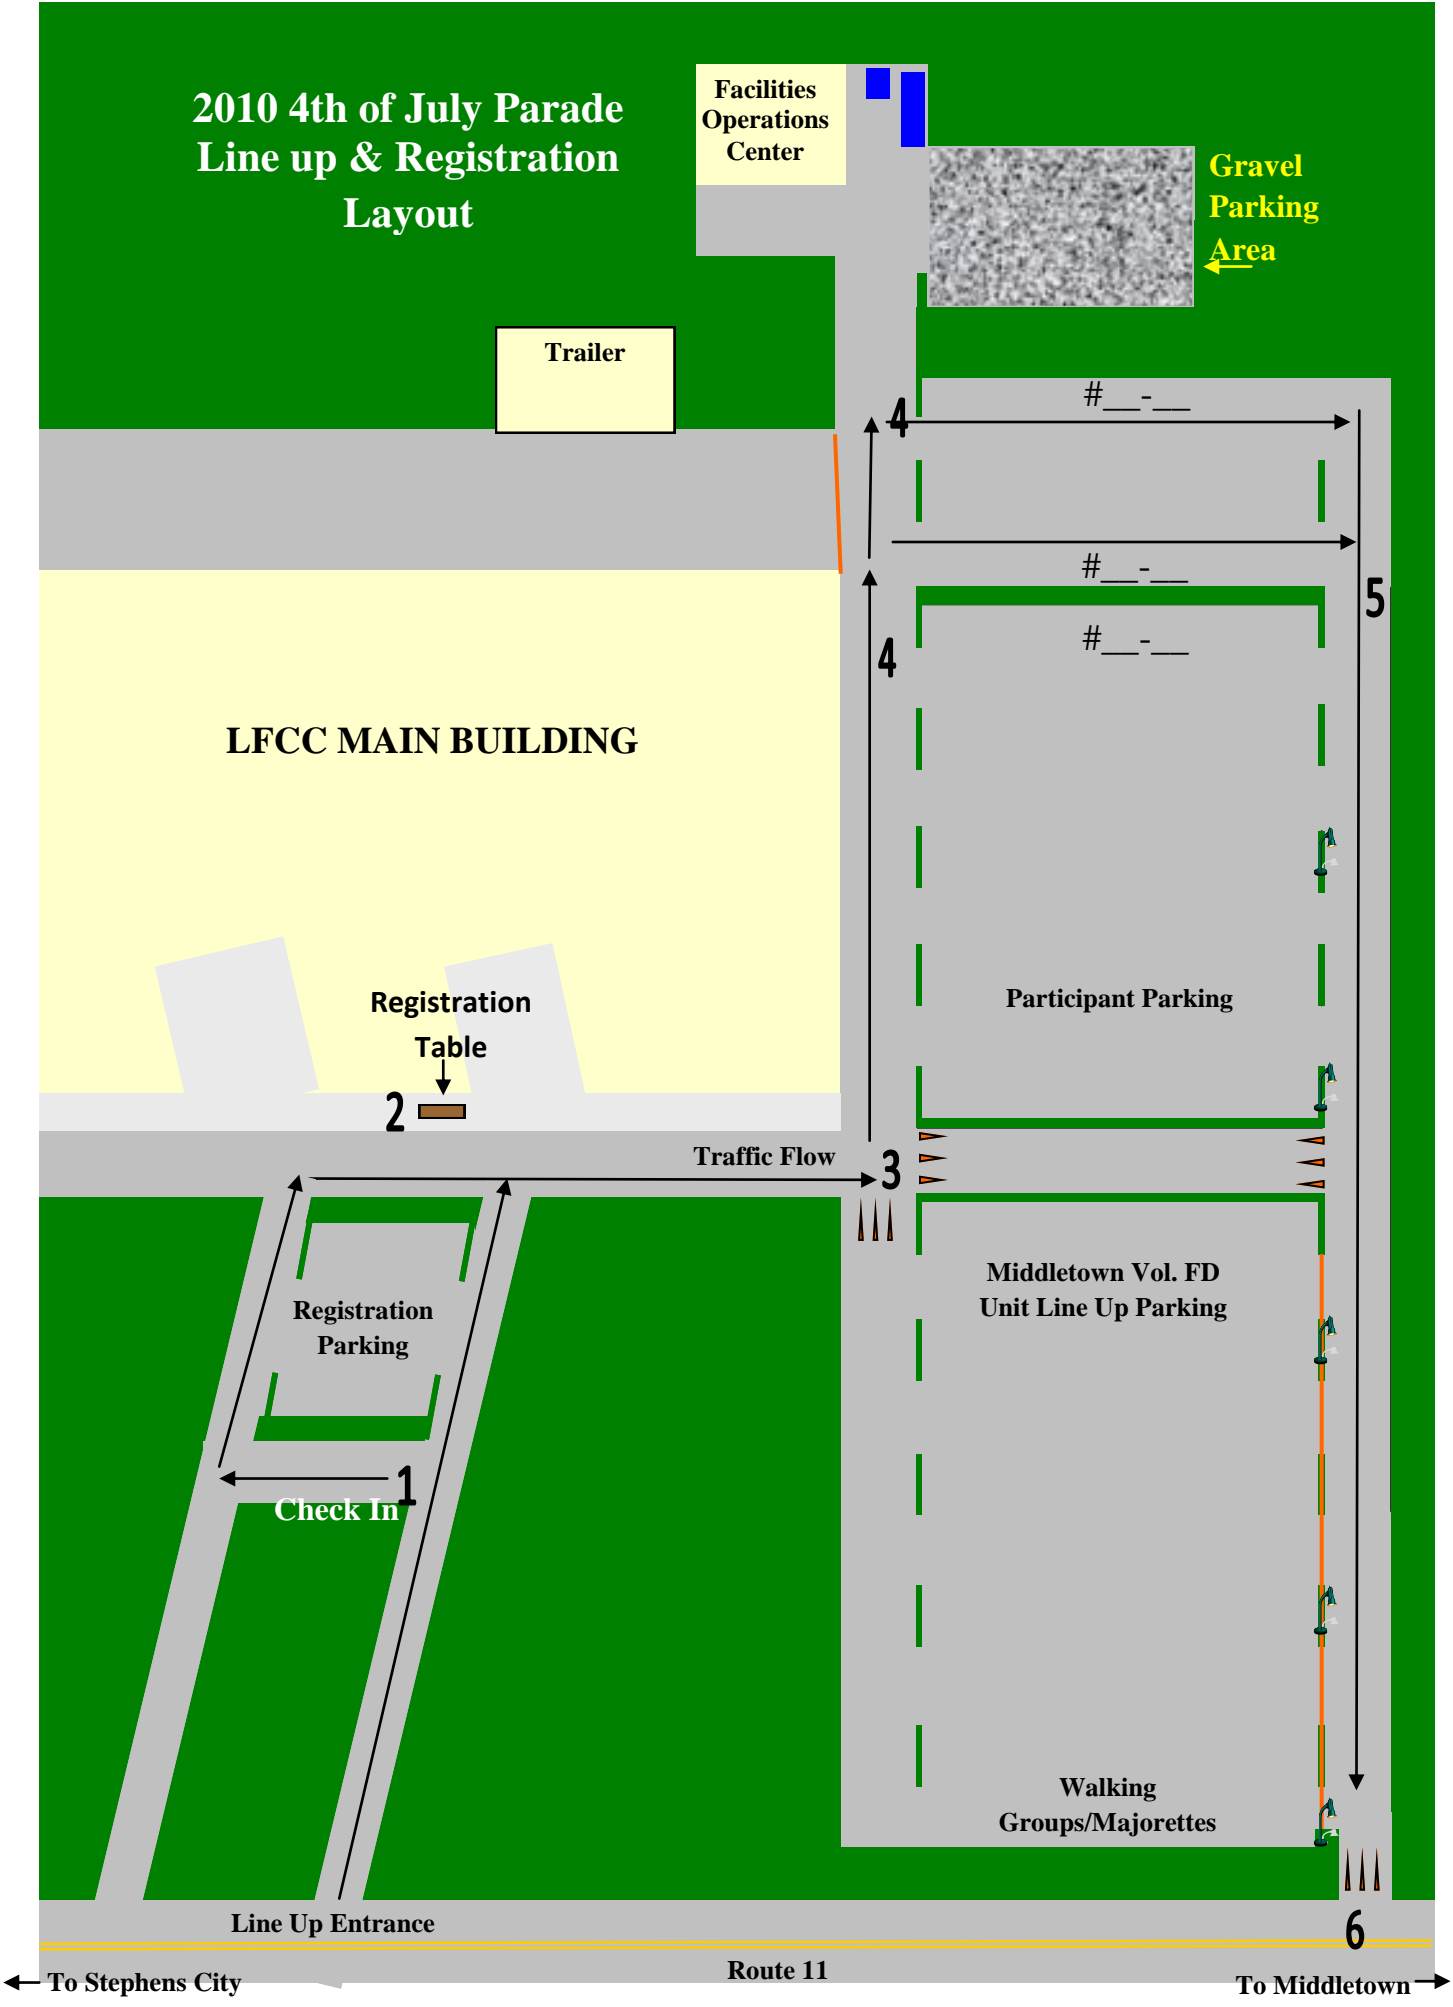 2010 4th of July Parade
Line up & Registration
Layout
Facilities
Operations
Center
Gravel
Parking
Area
Trailer
4
#__-__
#__-__
5
#__-__
4
LFCC MAIN BUILDING
Registration
Table
Participant Parking
2
Traffic Flow
3
Middletown Vol. FD
Unit Line Up Parking
Registration
Parking
1
Check In
Walking
Groups/Majorettes
Line Up Entrance
6
Route 11
To Stephens City
To Middletown